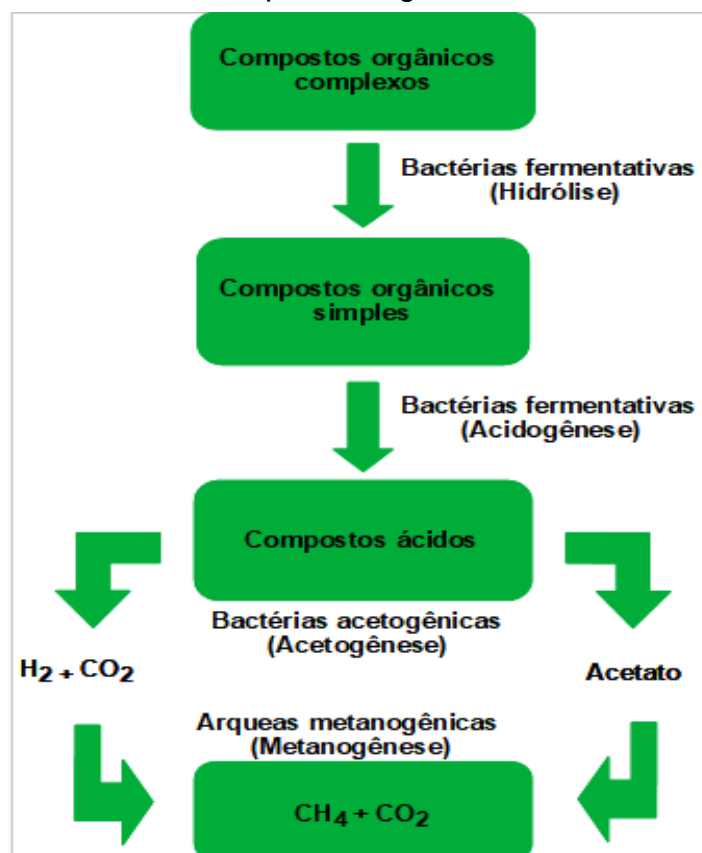 Compostos orgânicos
complexos
Bactérias fermentativas
(Hidrólise)
Compostos orgânicos
simples
Bactérias fermentativas
(Acidogênese)
Compostos ácidos
Bactérias acetogênicas
(Acetogênese)
H2 + CO2
Acetato
Arqueas metanogênicas
(Metanogênese)
CH4 + CO2